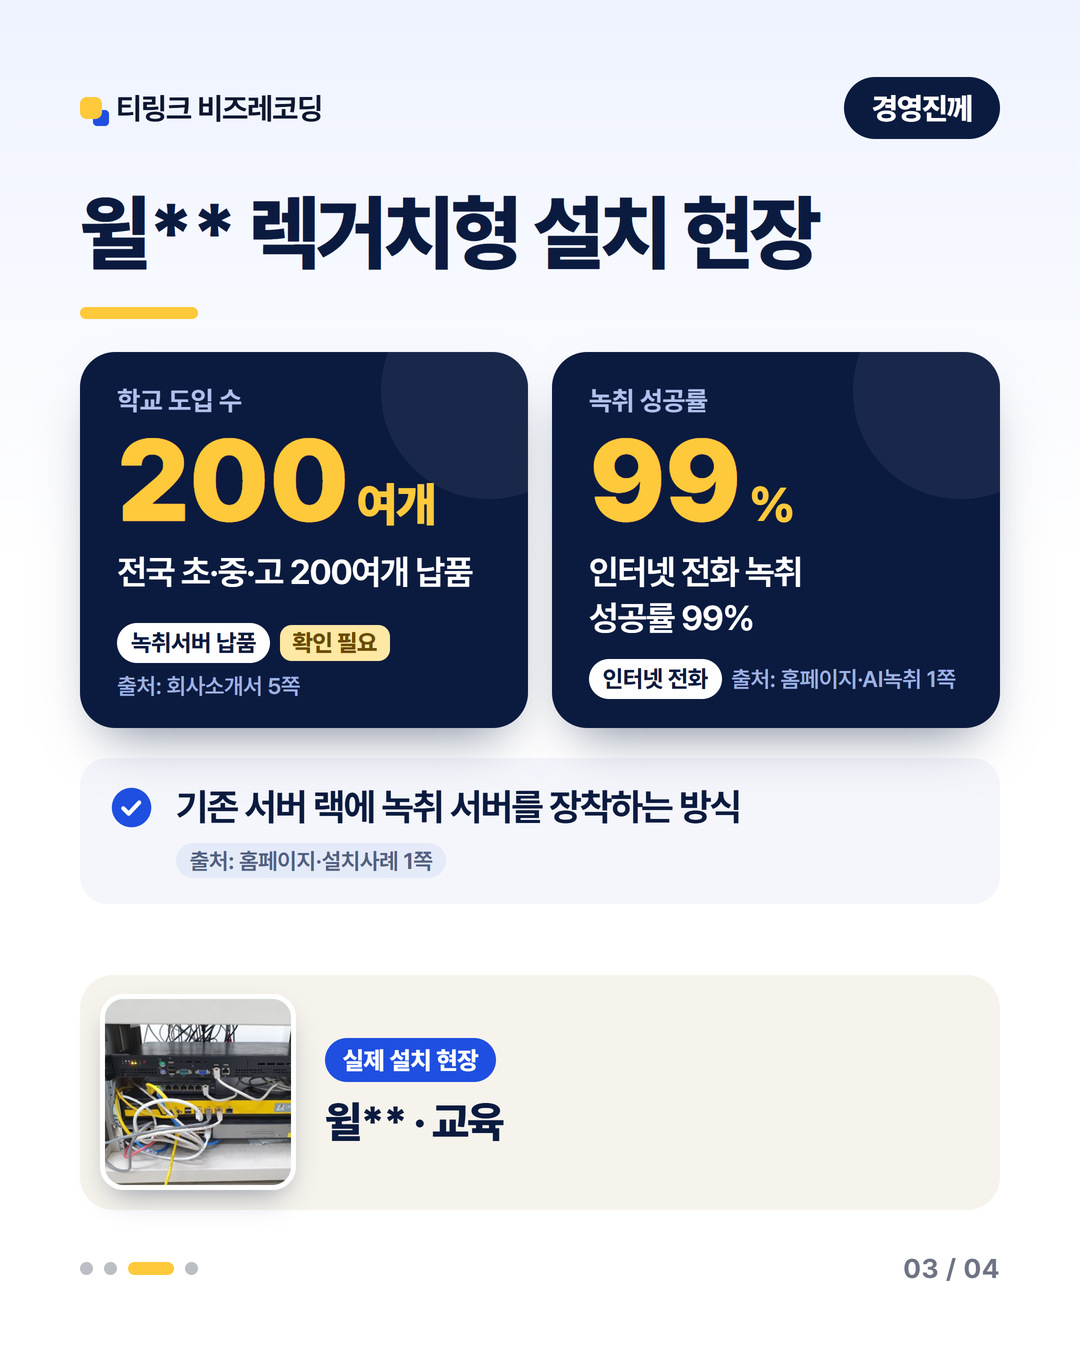 티링크 비즈레코딩
경영진께
윌** 렉거치형 설치 현장
학교 도입 수
200 여개
전국 초·중·고 200여개 납품
녹취서버 납품 확인 필요
출처: 회사소개서 5쪽
녹취 성공률
99 %
인터넷 전화 녹취
성공률 99%
인터넷 전화 출처: 홈페이지·AI녹취 1쪽
기존 서버 랙에 녹취 서버를 장착하는 방식
출처: 홈페이지·설치사례 1쪽
실제 설치 현장
윌** · 교육
03 / 04